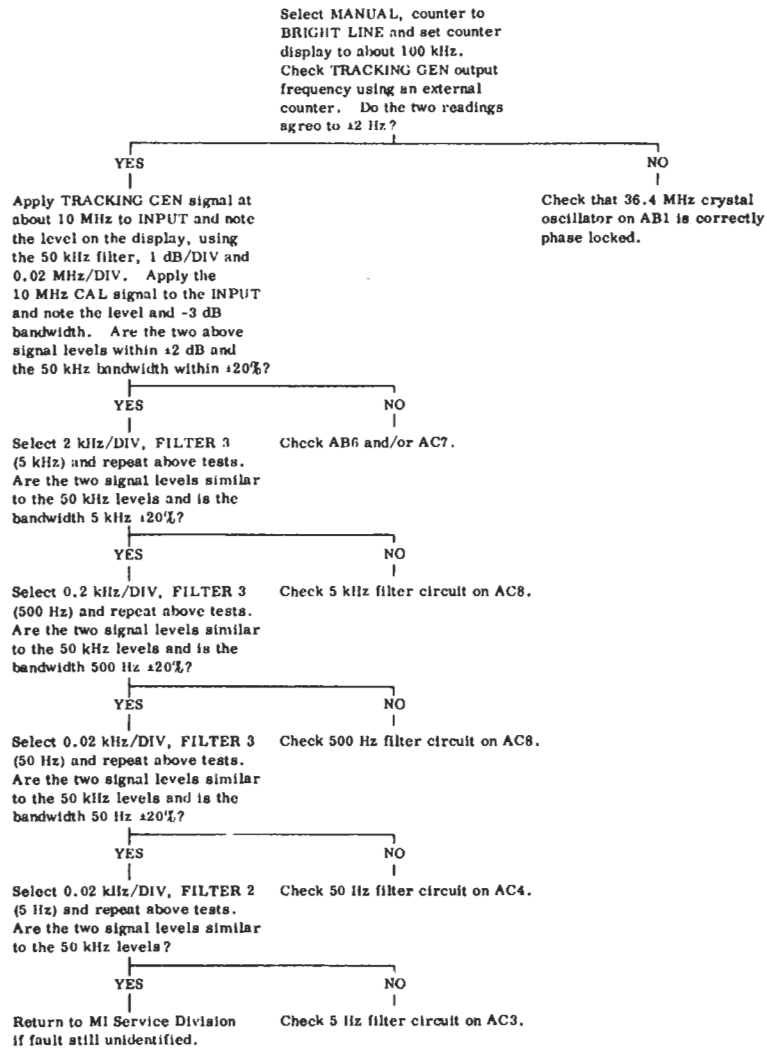 Select MANUAL, counter to
BRIGHT LINE and set counter
display to about 100 kHz.
Check TRACKING GEN output
frequency using an external
counter. Do the two readings
agree to ±2 Hz?
YES
NO
Apply TRACKING GEN signal at
about 10 MHz to INPUT and note
the level on the display, using
the 50 kHz filter, 1 dB/DIV and
0.02 MHz/DIV. Apply the
10 MHz CAL signal to the INPUT
and note the level and -3 dB
bandwidth. Are the two above
signal levels within ±2 dB and
the 50 kHz bandwidth within ±20%?
Check that 36.4 MHz crystal
oscillator on AB1 is correctly
phase locked.
YES
NO
Select 2 kHz/DIV, FILTER 3
(5 kHz) and repeat above tests.
Are the two signal levels similar
to the 50 kHz levels and is the
bandwidth 5 kHz ±20%?
Check AB6 and/or AC7.
YES
NO
Select 0.2 kHz/DIV, FILTER 3
(500 Hz) and repeat above tests.
Are the two signal levels similar
to the 50 kHz levels and is the
bandwidth 500 Hz ±20%?
Check 5 kHz filter circuit on AC8.
YES
NO
Select 0.02 kHz/DIV, FILTER 3
(50 Hz) and repeat above tests.
Are the two signal levels similar
to the 50 kHz levels and is the
bandwidth 50 Hz ±20%?
Check 500 Hz filter circuit on AC8.
YES
NO
Select 0.02 kHz/DIV, FILTER 2
(5 Hz) and repeat above tests.
Are the two signal levels similar
to the 50 kHz levels?
Check 50 Hz filter circuit on AC4.
YES
NO
Return to MI Service Division
if fault still unidentified.
Check 5 Hz filter circuit on AC3.